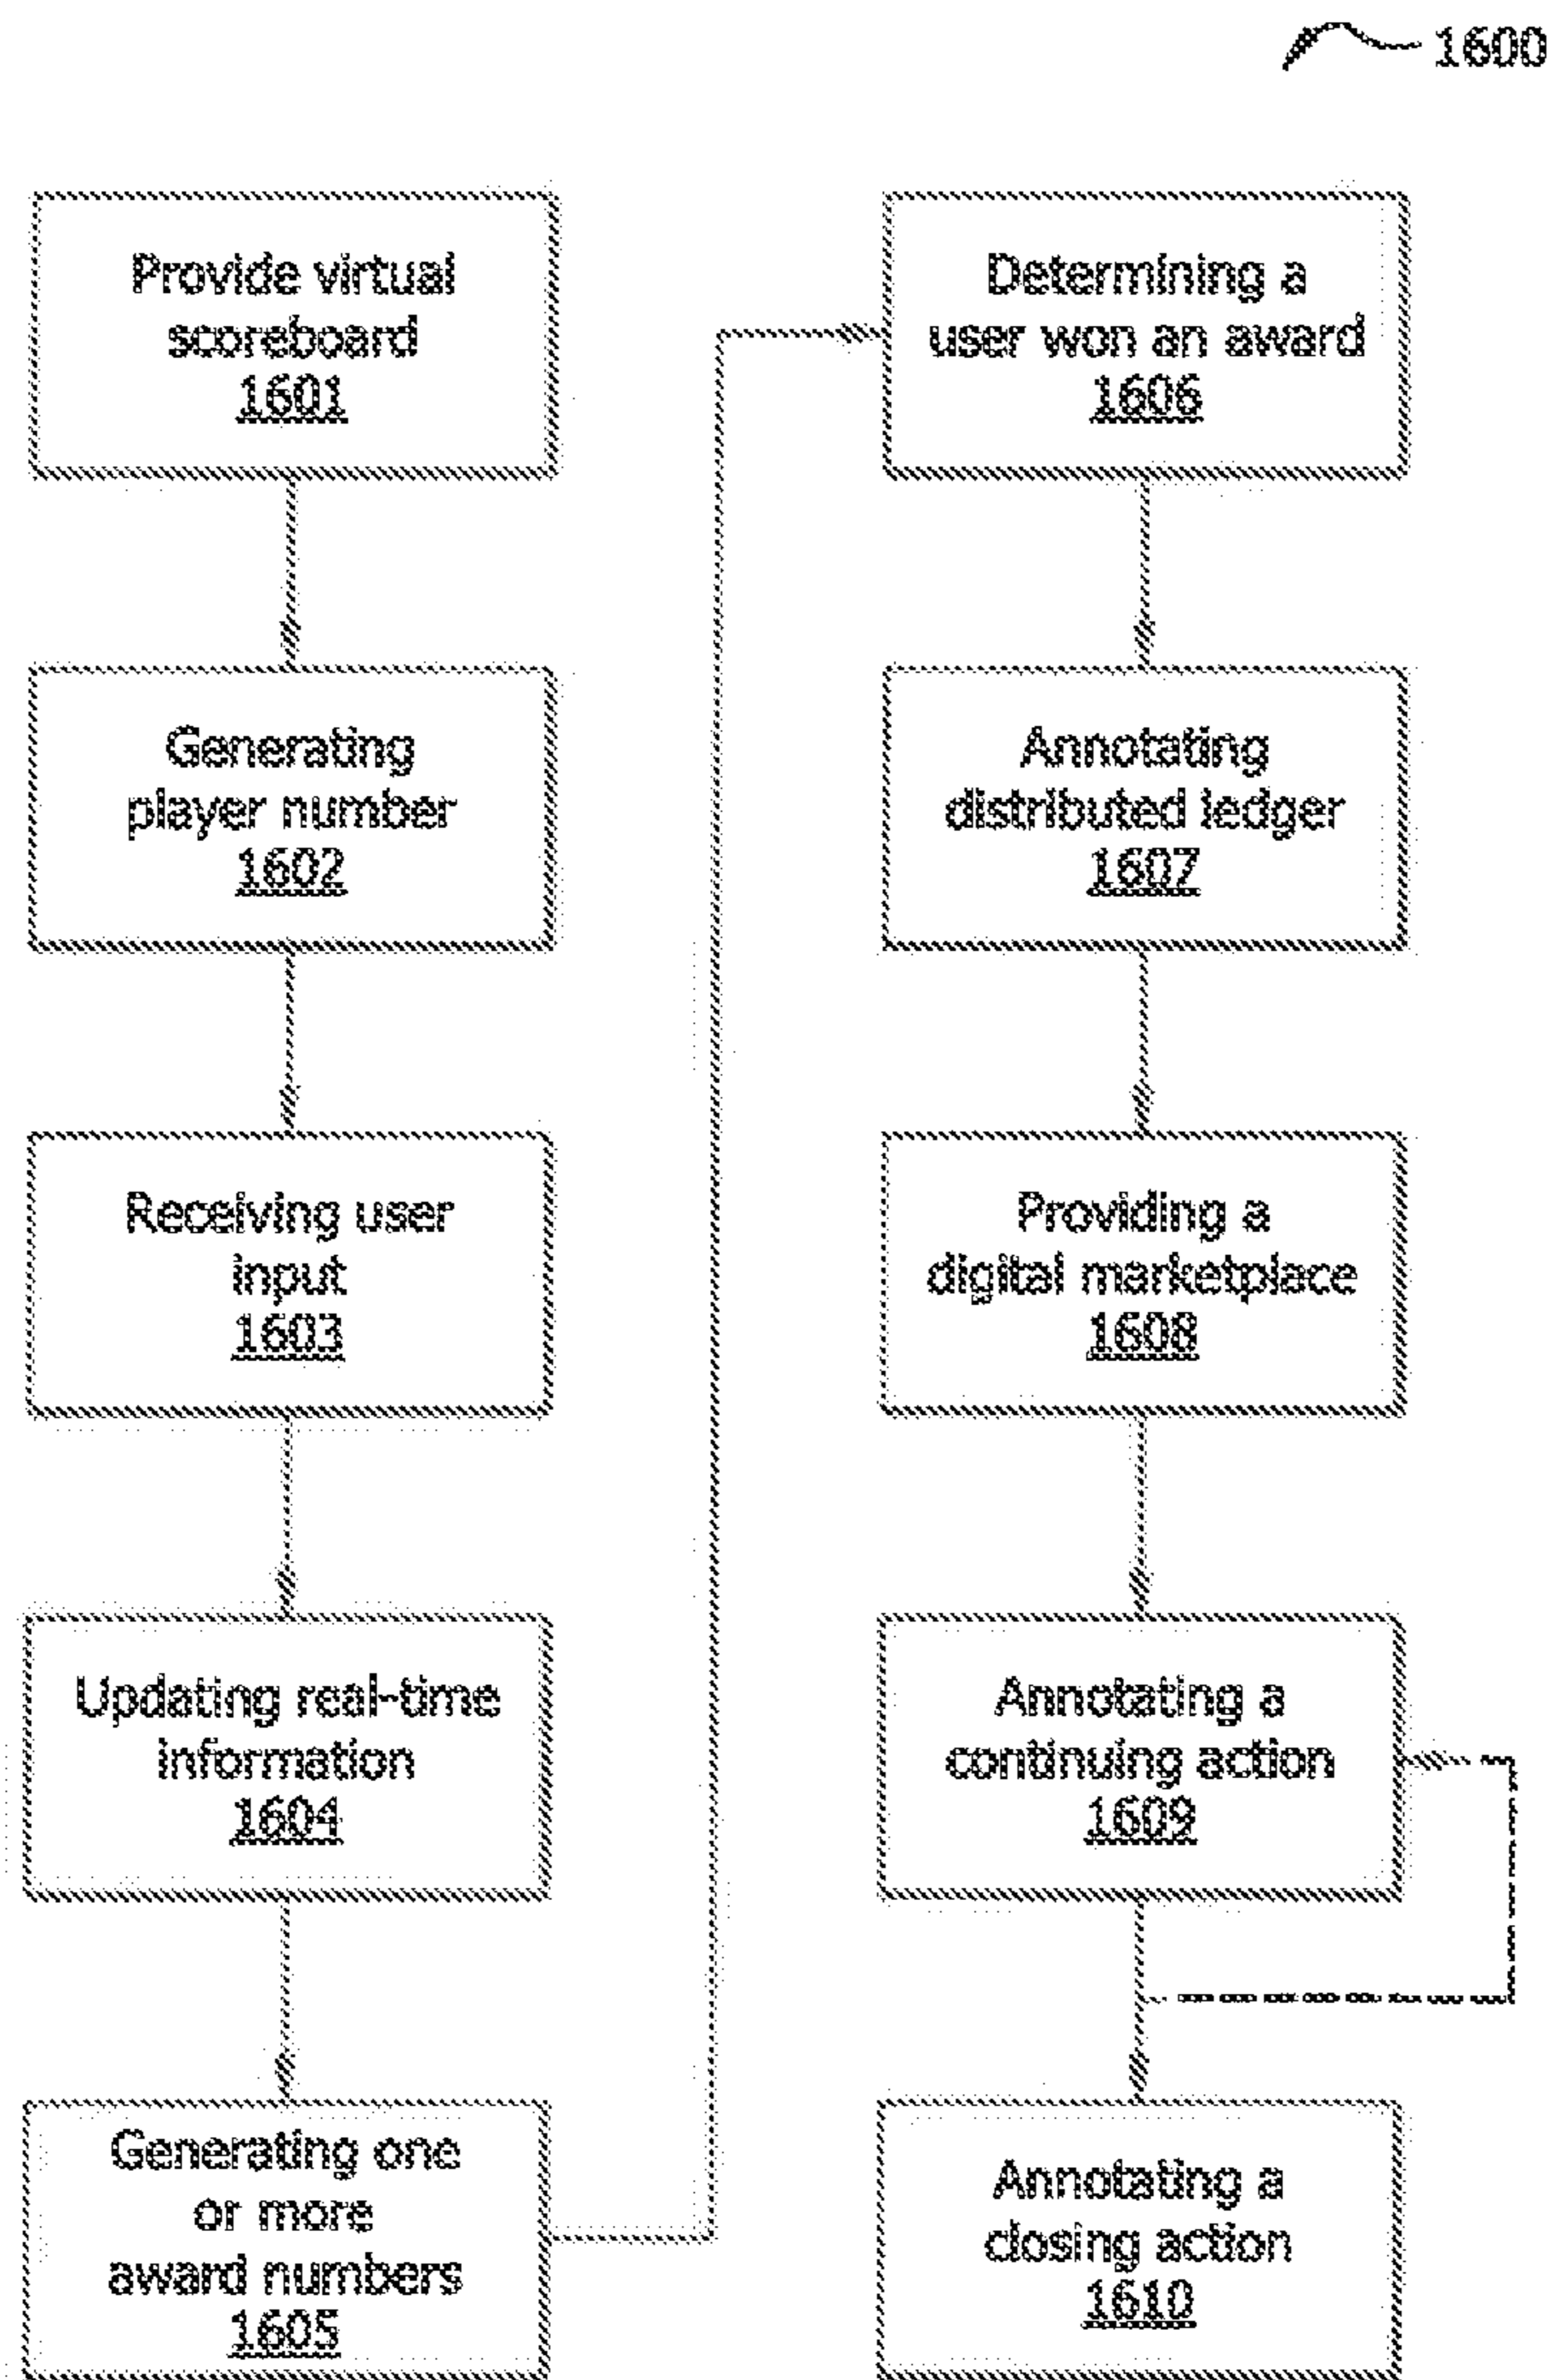 1600
Provide virtual
scoreboard
1601
Generating
player number
1602
Receiving user
input
1603
Updating real-time
information
1604
Generating one
or more
award numbers
1605
Determining a
user won an award
1606
Annotating
distributed ledger
1607
Providing a
digital marketplace
1608
Annotating a
continuing action
1609
Annotating a
closing action
1610